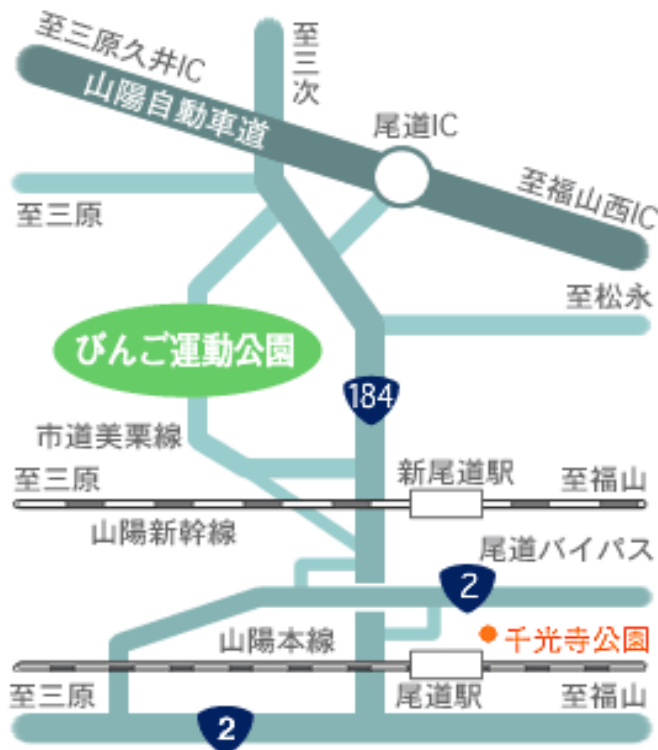 至三原久井IC
至三次
山陽自動車道
尾道IC
至福山西IC
至三原
至松永
びんご運動公園
184
市道美栗線
至三原
新尾道駅
至福山
山陽新幹線
尾道バイパス
2
山陽本線
千光寺公園
至三原
尾道駅
至福山
2